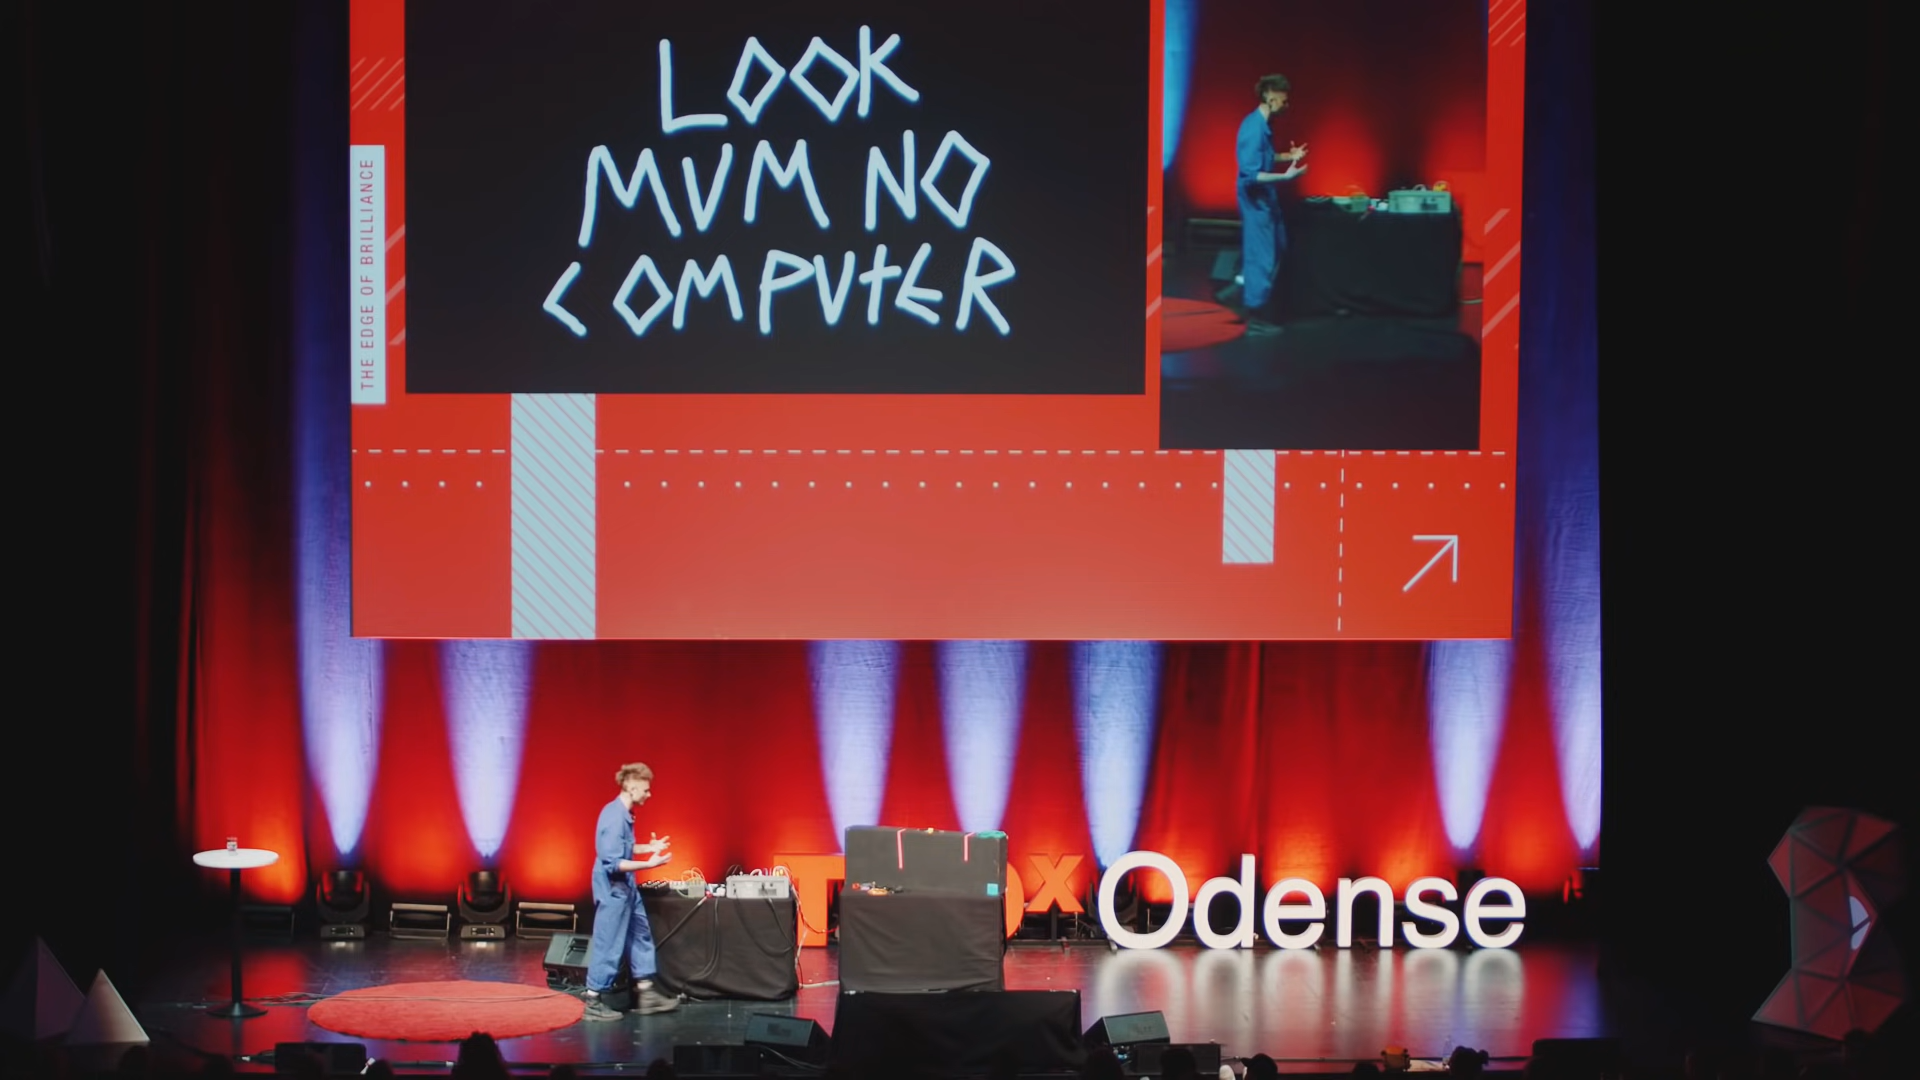 LOOK
MUM NO
COMPUTER
THE EDGE OF BRILLIANCE
x Odense